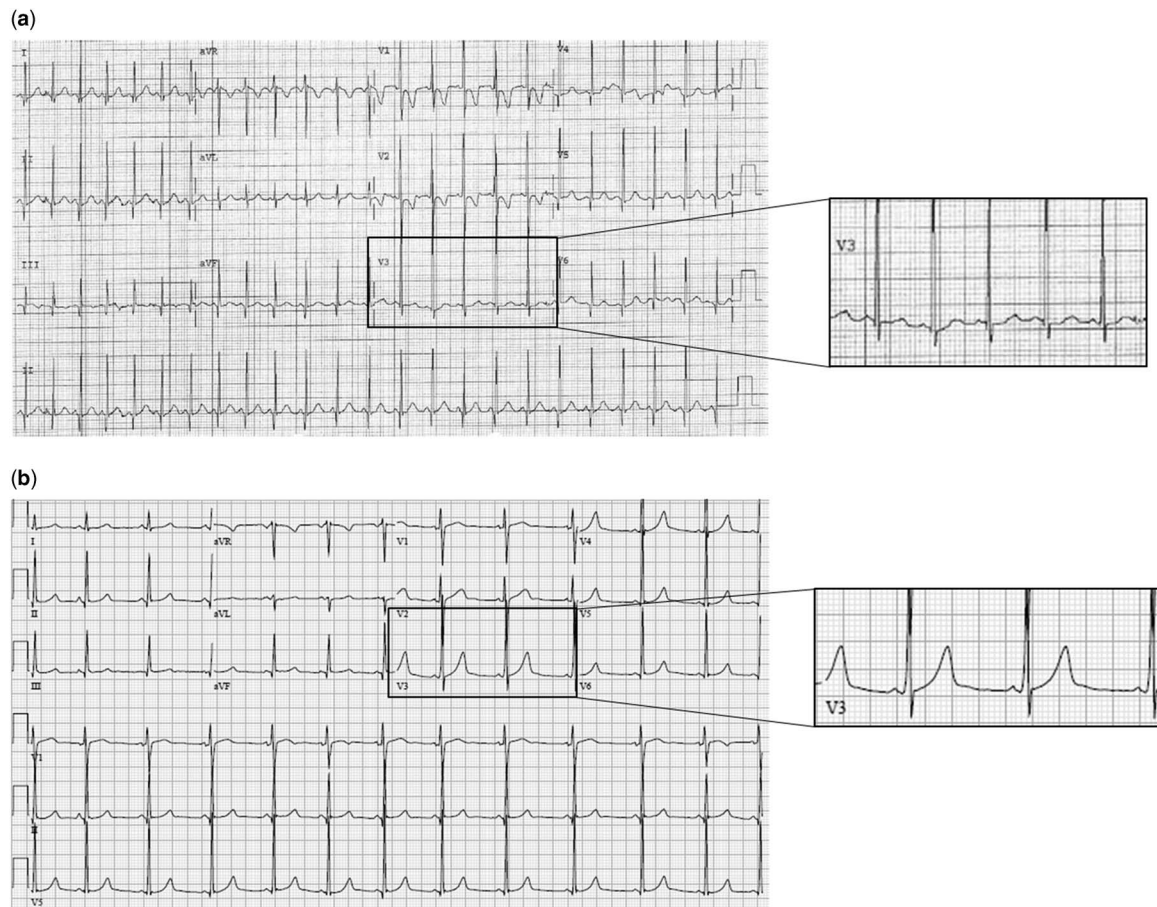 (a)
I aVR V1 V4
II aVL V2 V5
III aVF V3 V6
II
V3
(b)
I aVR V1 V4
II aVL V2 V5
III aVF V3 V6
V1
II
V5
V3